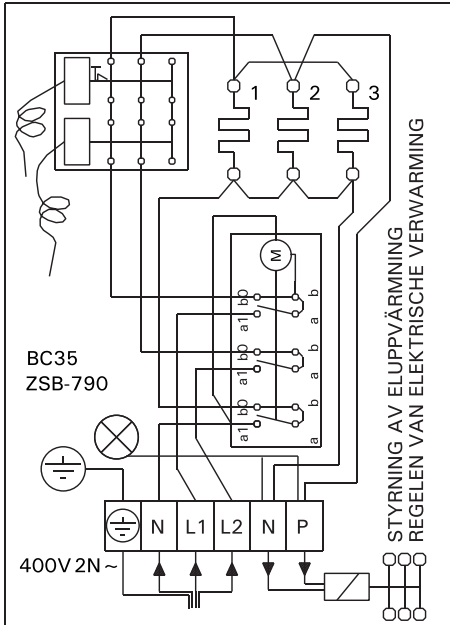 1 2 3
M
b0 b
a1 a
b0 b
a1 a
b0 b
a1 a
BC35
ZSB-790
STYRNING AV ELUPPVÄRMNING
REGELEN VAN ELEKTRISCHE VERWARMING
N L1 L2 N P
400V 2N~